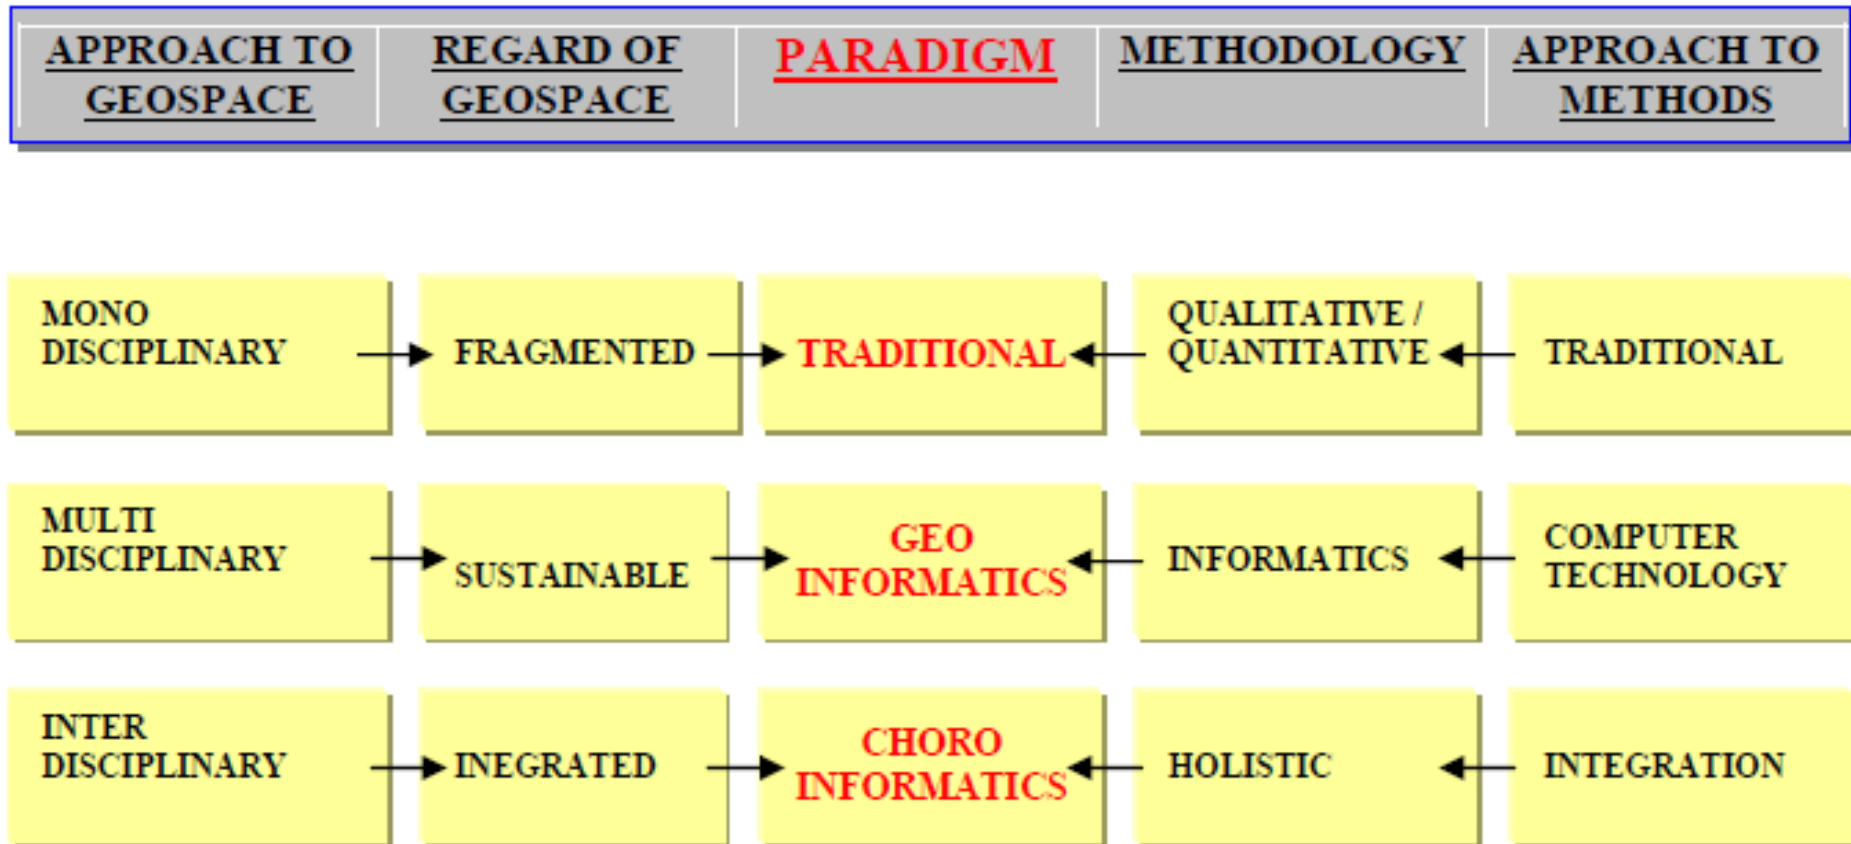 APPROACH TO
GEOSPACE
REGARD OF
GEOSPACE
PARADIGM
METHODOLOGY
APPROACH TO
METHODS
MONO
DISCIPLINARY
FRAGMENTED
TRADITIONAL
QUALITATIVE /
QUANTITATIVE
TRADITIONAL
MULTI
DISCIPLINARY
SUSTAINABLE
GEO
INFORMATICS
INFORMATICS
COMPUTER
TECHNOLOGY
INTER
DISCIPLINARY
INEGRATED
CHORO
INFORMATICS
HOLISTIC
INTEGRATION